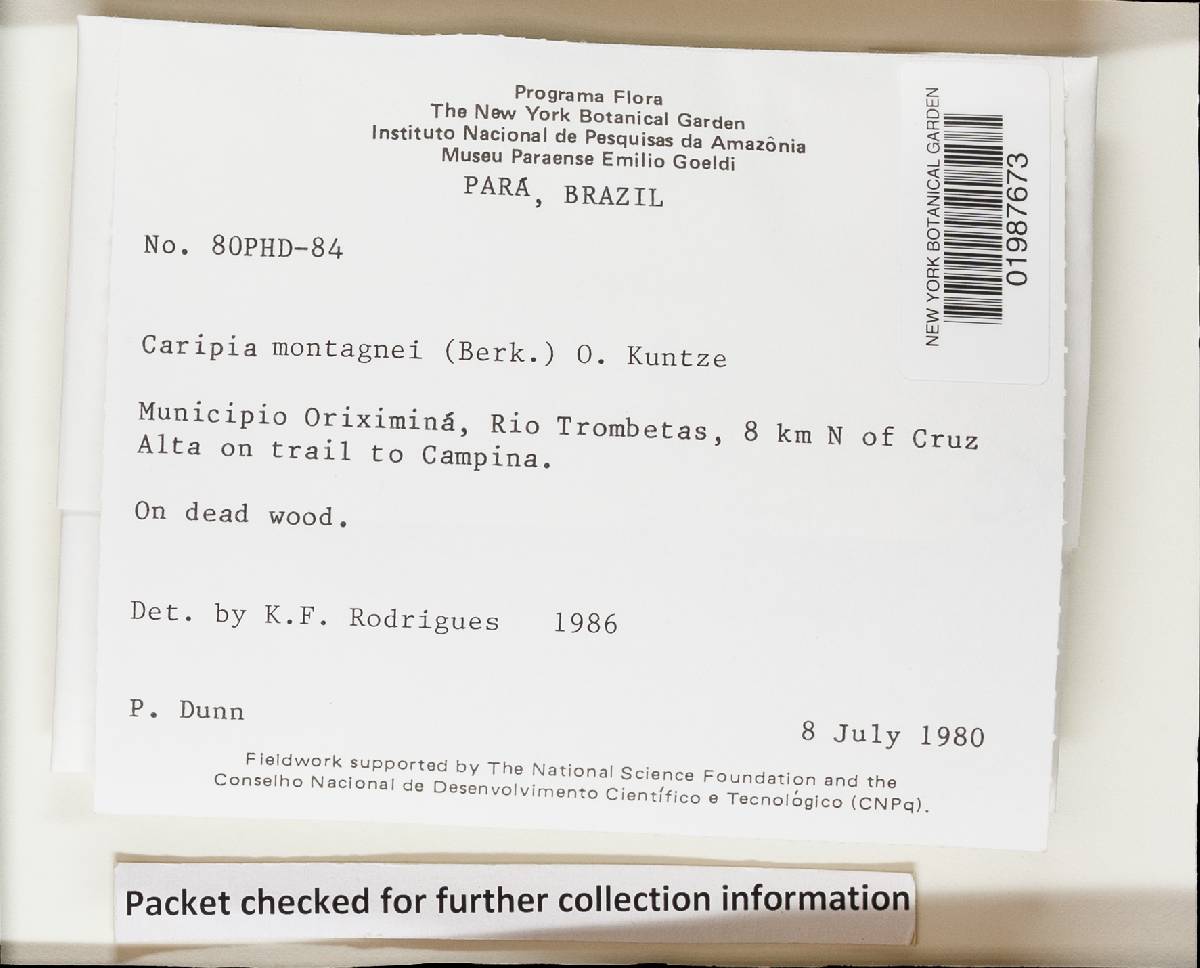 Programa Flora
The New York Botanical Garden
Instituto Nacional de Pesquisas da Amazônia
Museu Paraense Emilio Goeldi
PARÁ, BRAZIL
NEW YORK BOTANICAL GARDEN
01987673
No. 80PHD-84
Caripia montagnei (Berk.) O. Kuntze
Municipio Oriximiná, Rio Trombetas, 8 km N of Cruz
Alta on trail to Campina.
On dead wood.
Det. by K.F. Rodrigues 1986
P. Dunn
8 July 1980
Fieldwork supported by The National Science Foundation and the
Conselho Nacional de Desenvolvimento Científico e Tecnológico (CNPq).
Packet checked for further collection information